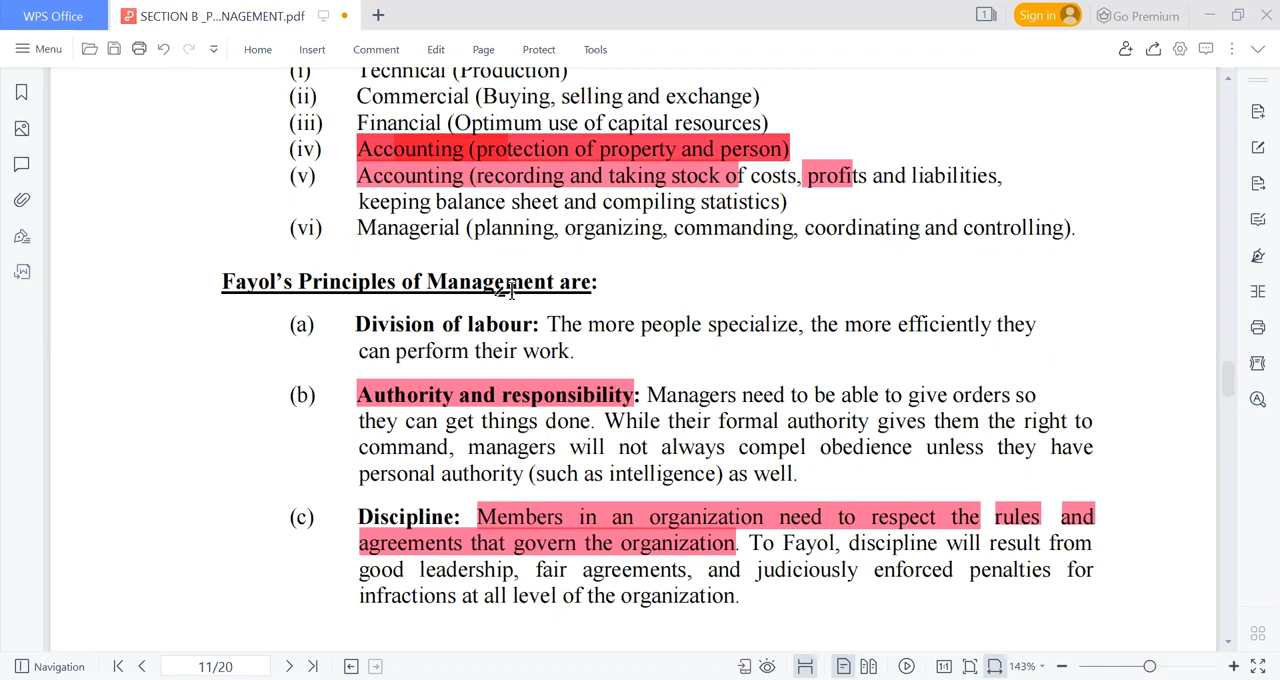 WPS Office
SECTION B _P...NAGEMENT.pdf
1
Sign in
Go Premium
Menu
Home
Insert
Comment
Edit
Page
Protect
Tools
(i) Technical (Production)
(ii) Commercial (Buying, selling and exchange)
(iii) Financial (Optimum use of capital resources)
(iv) Accounting (protection of property and person)
(v) Accounting (recording and taking stock of costs, profits and liabilities,
keeping balance sheet and compiling statistics)
(vi) Managerial (planning, organizing, commanding, coordinating and controlling).
Fayol’s Principles of Management are:
(a) Division of labour: The more people specialize, the more efficiently they
can perform their work.
(b) Authority and responsibility: Managers need to be able to give orders so
they can get things done. While their formal authority gives them the right to
command, managers will not always compel obedience unless they have
personal authority (such as intelligence) as well.
(c) Discipline: Members in an organization need to respect the rules and
agreements that govern the organization. To Fayol, discipline will result from
good leadership, fair agreements, and judiciously enforced penalties for
infractions at all level of the organization.
Navigation
11/20
1:1
143%